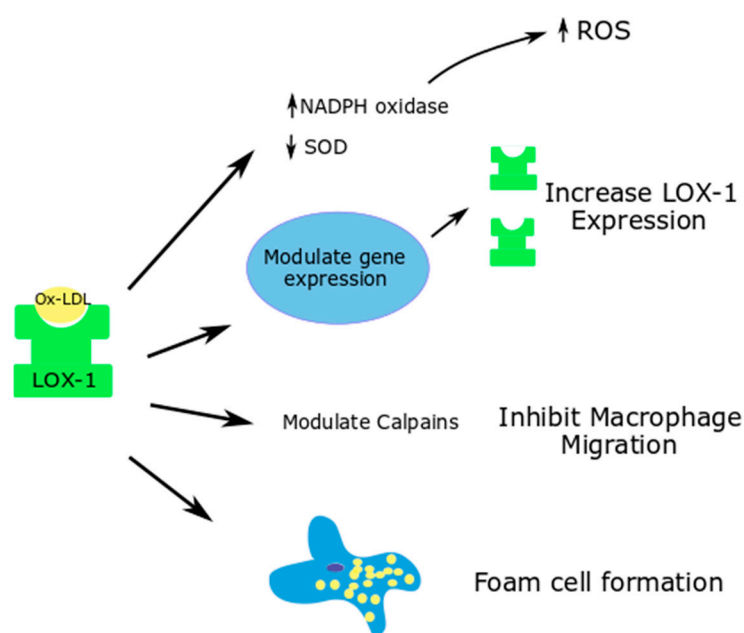 ↑ ROS
↑NADPH oxidase
↓ SOD
Increase LOX-1
Expression
Modulate gene
expression
Ox-LDL
LOX-1
Modulate Calpains
Inhibit Macrophage
Migration
Foam cell formation